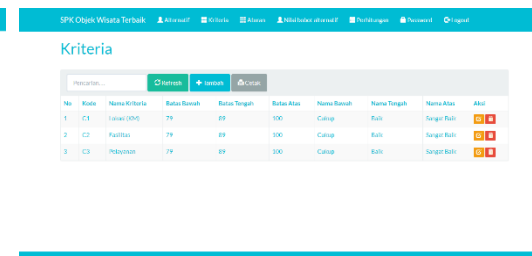 SPK Objek Wisata Terbaik Alternatif Kriteria Aturan Nilai bobot alternatif Perhitungan Password Logout
Kriteria
Pencarian... Refresh Tambah Cetak
No Kode Nama Kriteria Batas Bawah Batas Tengah Batas Atas Nama Bawah Nama Tengah Nama Atas Aksi
1 C1 Lokasi (KM) 79 89 100 Cukup Baik Sangat Baik
2 C2 Fasilitas 79 89 100 Cukup Baik Sangat Baik
3 C3 Pelayanan 79 89 100 Cukup Baik Sangat Baik